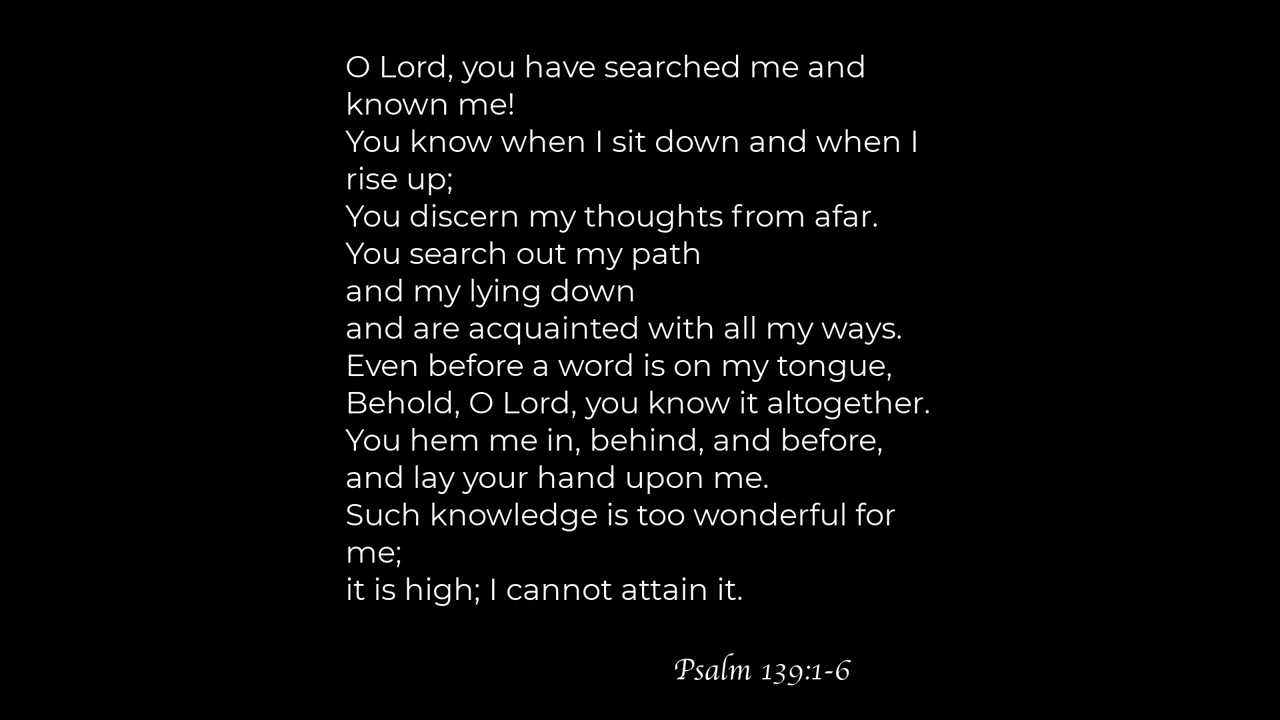 O Lord, you have searched me and
known me!
You know when I sit down and when I
rise up;
You discern my thoughts from afar.
You search out my path
and my lying down
and are acquainted with all my ways.
Even before a word is on my tongue,
Behold, O Lord, you know it altogether.
You hem me in, behind, and before,
and lay your hand upon me.
Such knowledge is too wonderful for
me;
it is high; I cannot attain it.
Psalm 139:1-6